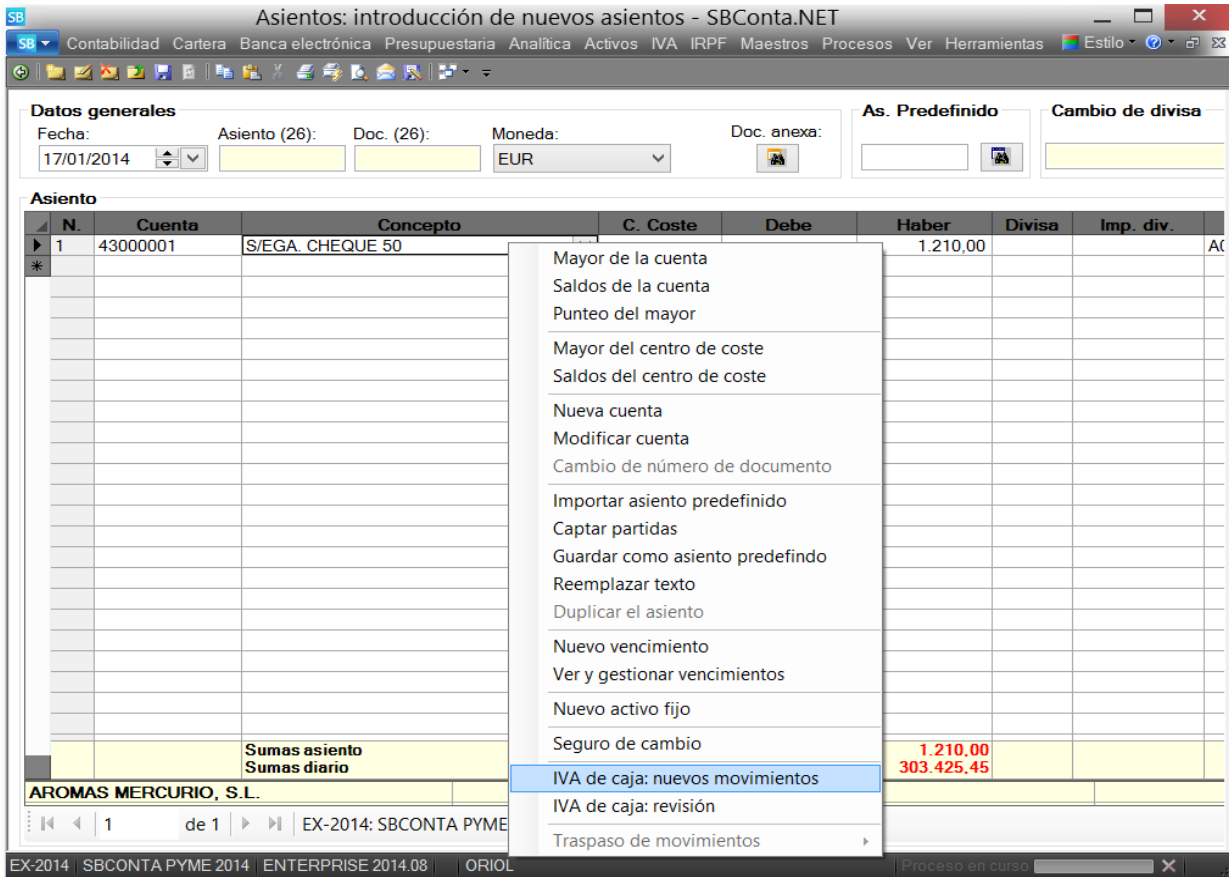 SB Asientos: introducción de nuevos asientos - SBConta.NET
SB Contabilidad Cartera Banca electrónica Presupuestaria Analítica Activos IVA IRPF Maestros Procesos Ver Herramientas Estilo
Datos generales As. Predefinido Cambio de divisa
Fecha: Asiento (26): Doc. (26): Moneda: Doc. anexa:
17/01/2014 EUR
Asiento
N. Cuenta Concepto C. Coste Debe Haber Divisa Imp. div.
1 43000001 S/EGA. CHEQUE 50 1.210,00 A0
Mayor de la cuenta
Saldos de la cuenta
Punteo del mayor
Mayor del centro de coste
Saldos del centro de coste
Nueva cuenta
Modificar cuenta
Cambio de número de documento
Importar asiento predefinido
Captar partidas
Guardar como asiento predefindo
Reemplazar texto
Duplicar el asiento
Nuevo vencimiento
Ver y gestionar vencimientos
Nuevo activo fijo
Seguro de cambio
IVA de caja: nuevos movimientos
IVA de caja: revisión
Traspaso de movimientos
Sumas asiento 1.210,00
Sumas diario 303.425,45
AROMAS MERCURIO, S.L.
1 de 1 EX-2014: SBCONTA PYME
EX-2014 SBCONTA PYME 2014 ENTERPRISE 2014.08 ORIOL Proceso en curso